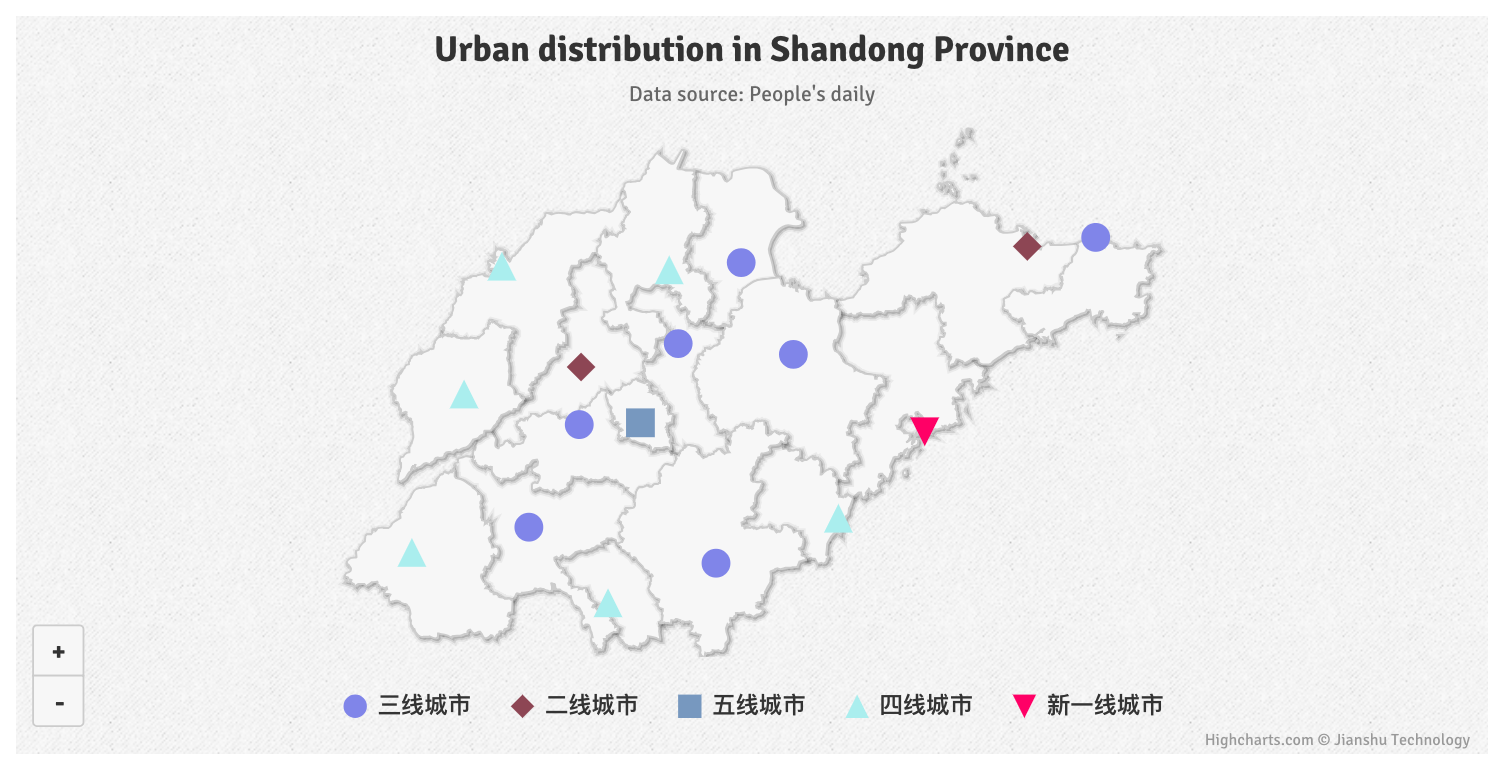 Urban distribution in Shandong Province
Data source: People's daily
+
-
三线城市 二线城市 五线城市 四线城市 新一线城市
Highcharts.com © Jianshu Technology